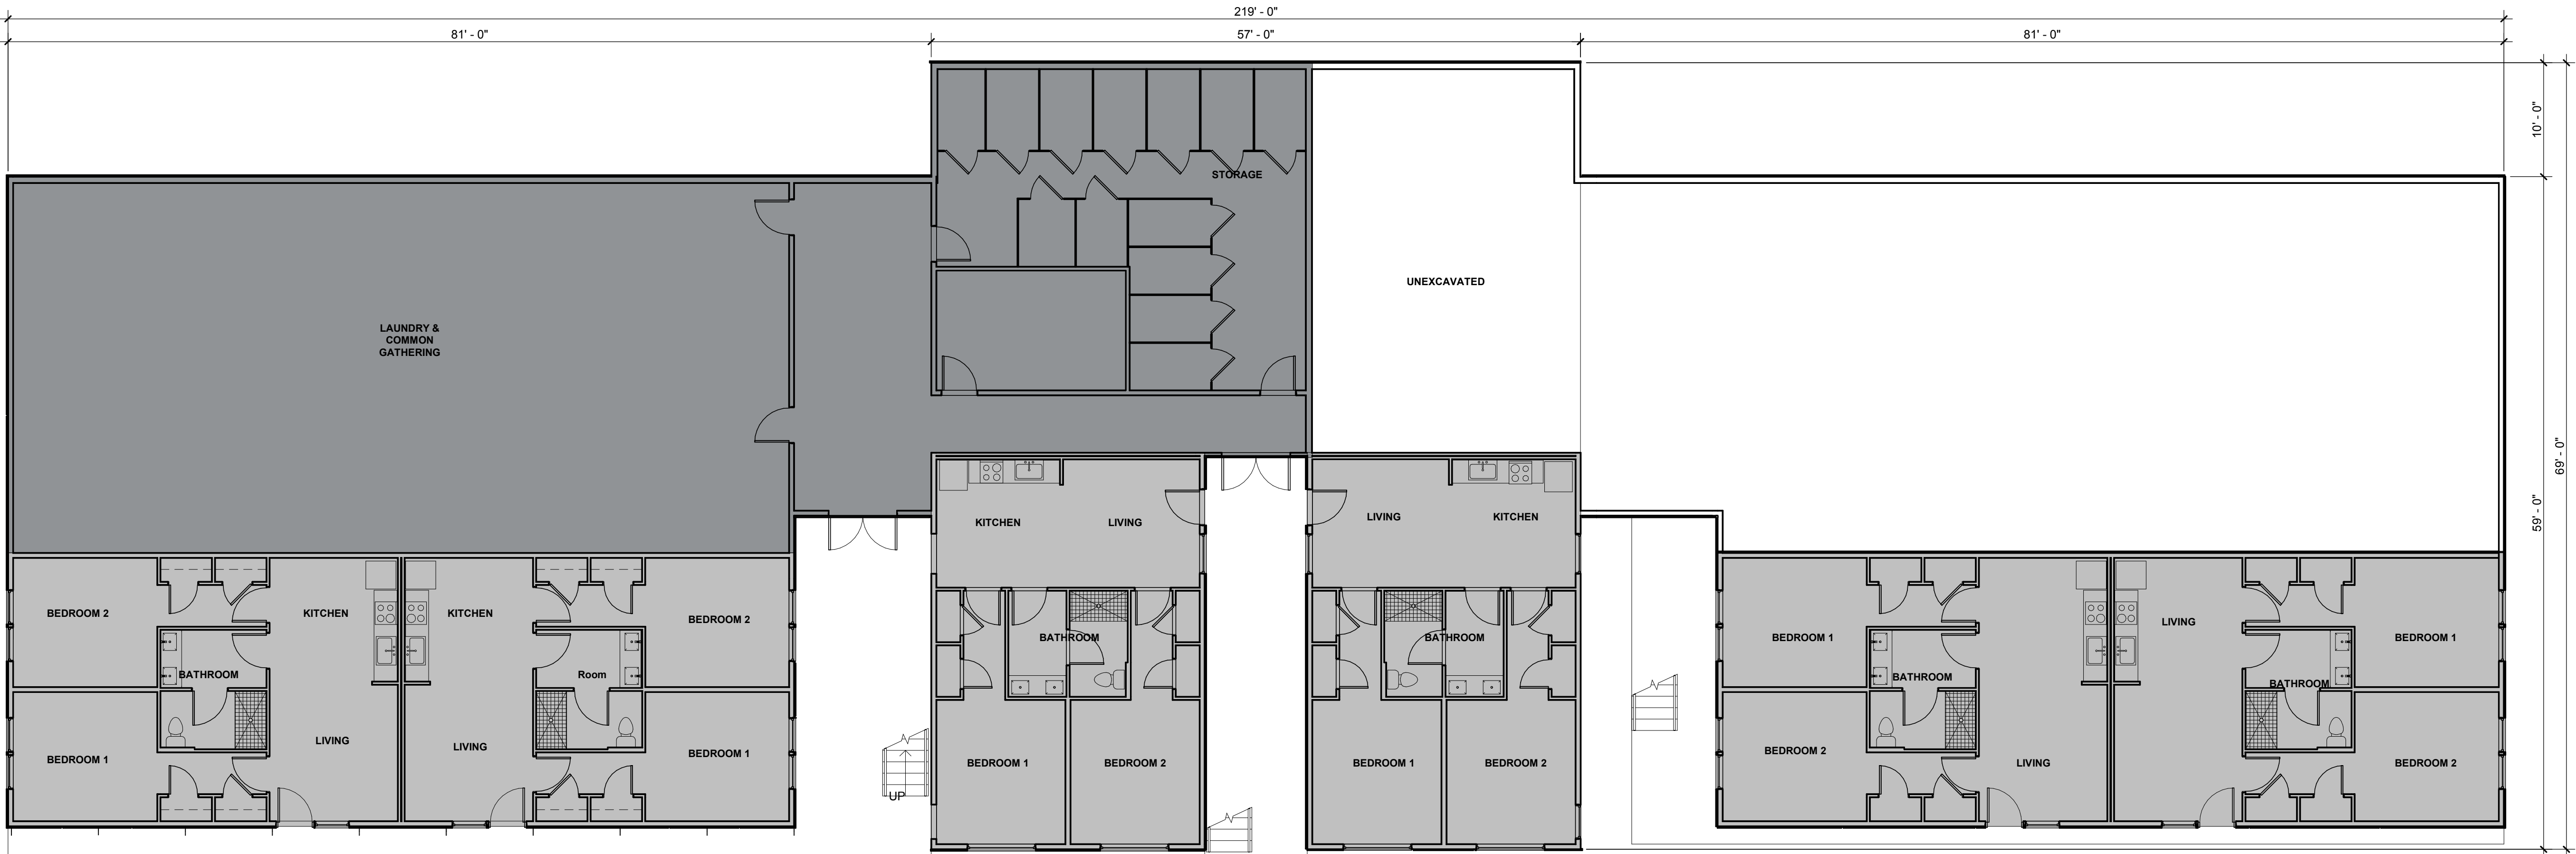 219' - 0"
81' - 0"
57' - 0"
81' - 0"
10' - 0"
STORAGE
UNEXCAVATED
LAUNDRY &
COMMON
GATHERING
69' - 0"
59' - 0"
KITCHEN
LIVING
LIVING
KITCHEN
BEDROOM 2
KITCHEN
KITCHEN
BEDROOM 2
BATHROOM
BATHROOM
BEDROOM 1
LIVING
BEDROOM 1
BATHROOM
Room
BATHROOM
BATHROOM
LIVING
LIVING
BEDROOM 1
BEDROOM 1
BEDROOM 2
BEDROOM 1
BEDROOM 2
BEDROOM 1
BEDROOM 2
LIVING
BEDROOM 2
UP